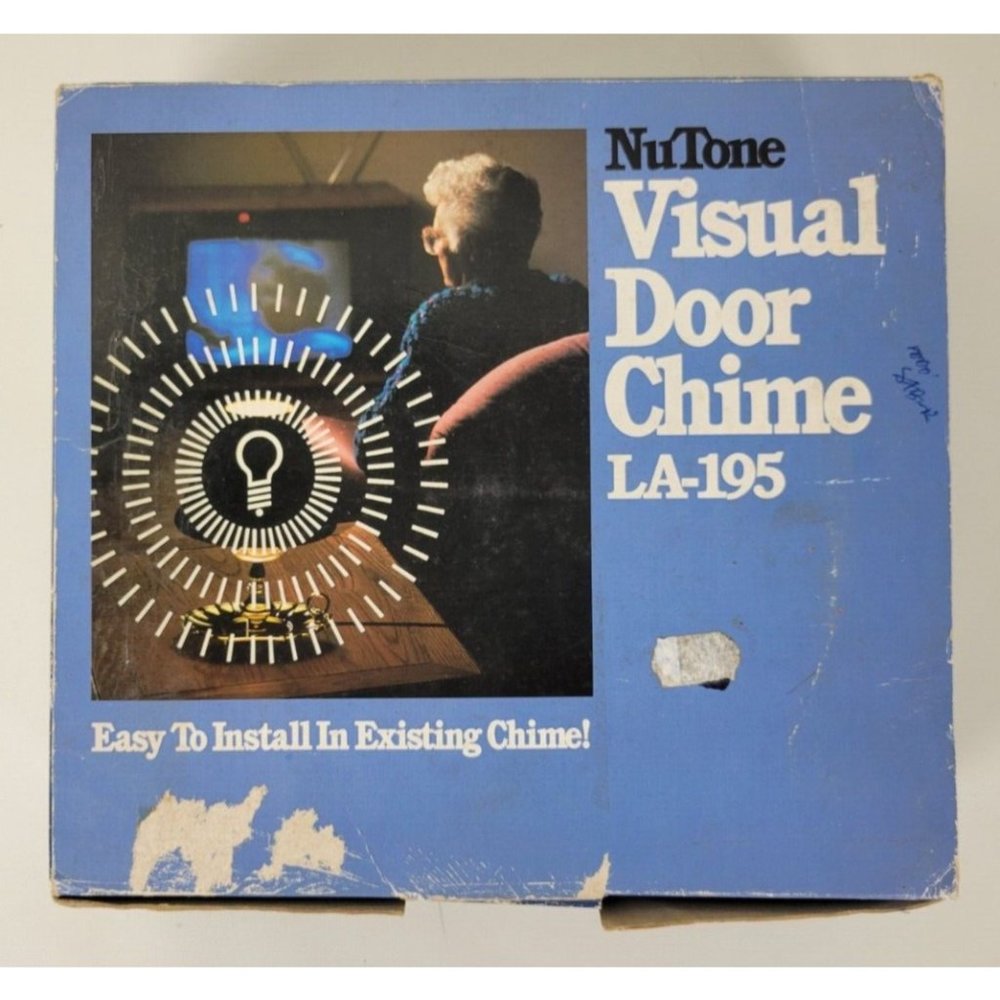 NuTone
Visual
Door
Chime
LA-195
Easy To Install In Existing Chime!